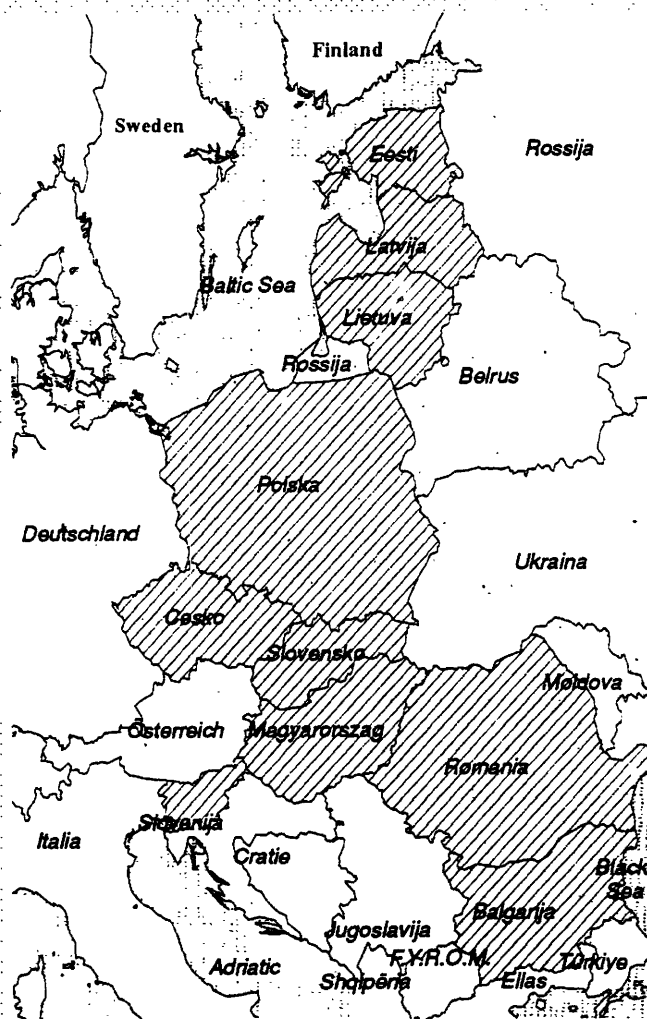 Finland
Sweden
Eesti
Rossija
Latvija
Baltic Sea
Lietuva
Rossija
Belrus
Polska
Deutschland
Ukraina
Cesko
Slovensko
Moldova
Österreich
Magyarorszag
Romania
Slovenija
Italia
Cratie
Black
Sea
Balgarija
Jugoslavija
F.Y.R.O.M.
Türkiye
Adriatic
Shqipëria
Ellas